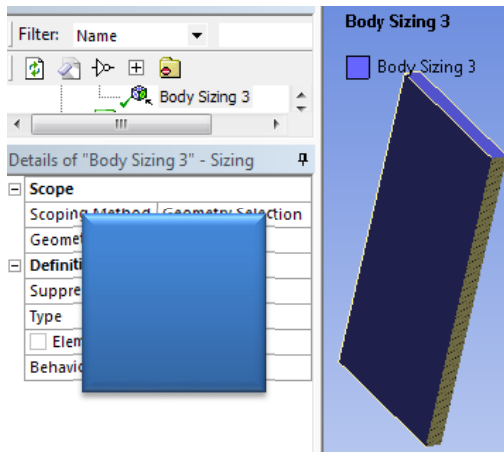 Filter: Name
Body Sizing 3
Details of "Body Sizing 3" - Sizing
Scope
Scoping Method Geometry Selection
Type
Body Sizing 3
Body Sizing 3